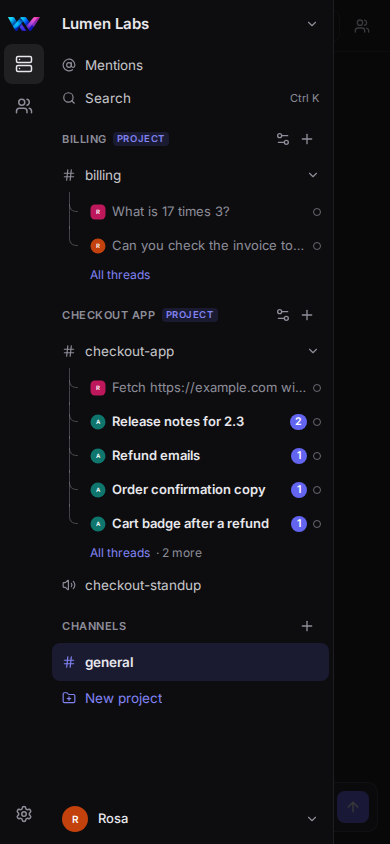 Lumen Labs
Mentions
Search Ctrl K
BILLING PROJECT
# billing
R What is 17 times 3?
R Can you check the invoice to...
All threads
CHECKOUT APP PROJECT
# checkout-app
R Fetch https://example.com wi...
A Release notes for 2.3 2
A Refund emails 1
A Order confirmation copy 1
A Cart badge after a refund 1
All threads · 2 more
checkout-standup
CHANNELS
# general
New project
R Rosa